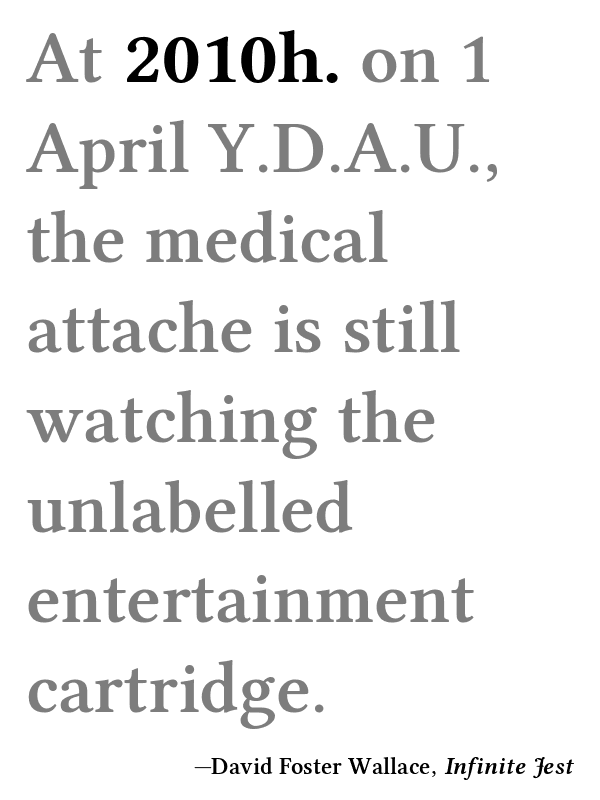 At 2010h. on 1
April Y.D.A.U.,
the medical
attache is still
watching the
unlabelled
entertainment
cartridge.
—David Foster Wallace, Infinite Jest